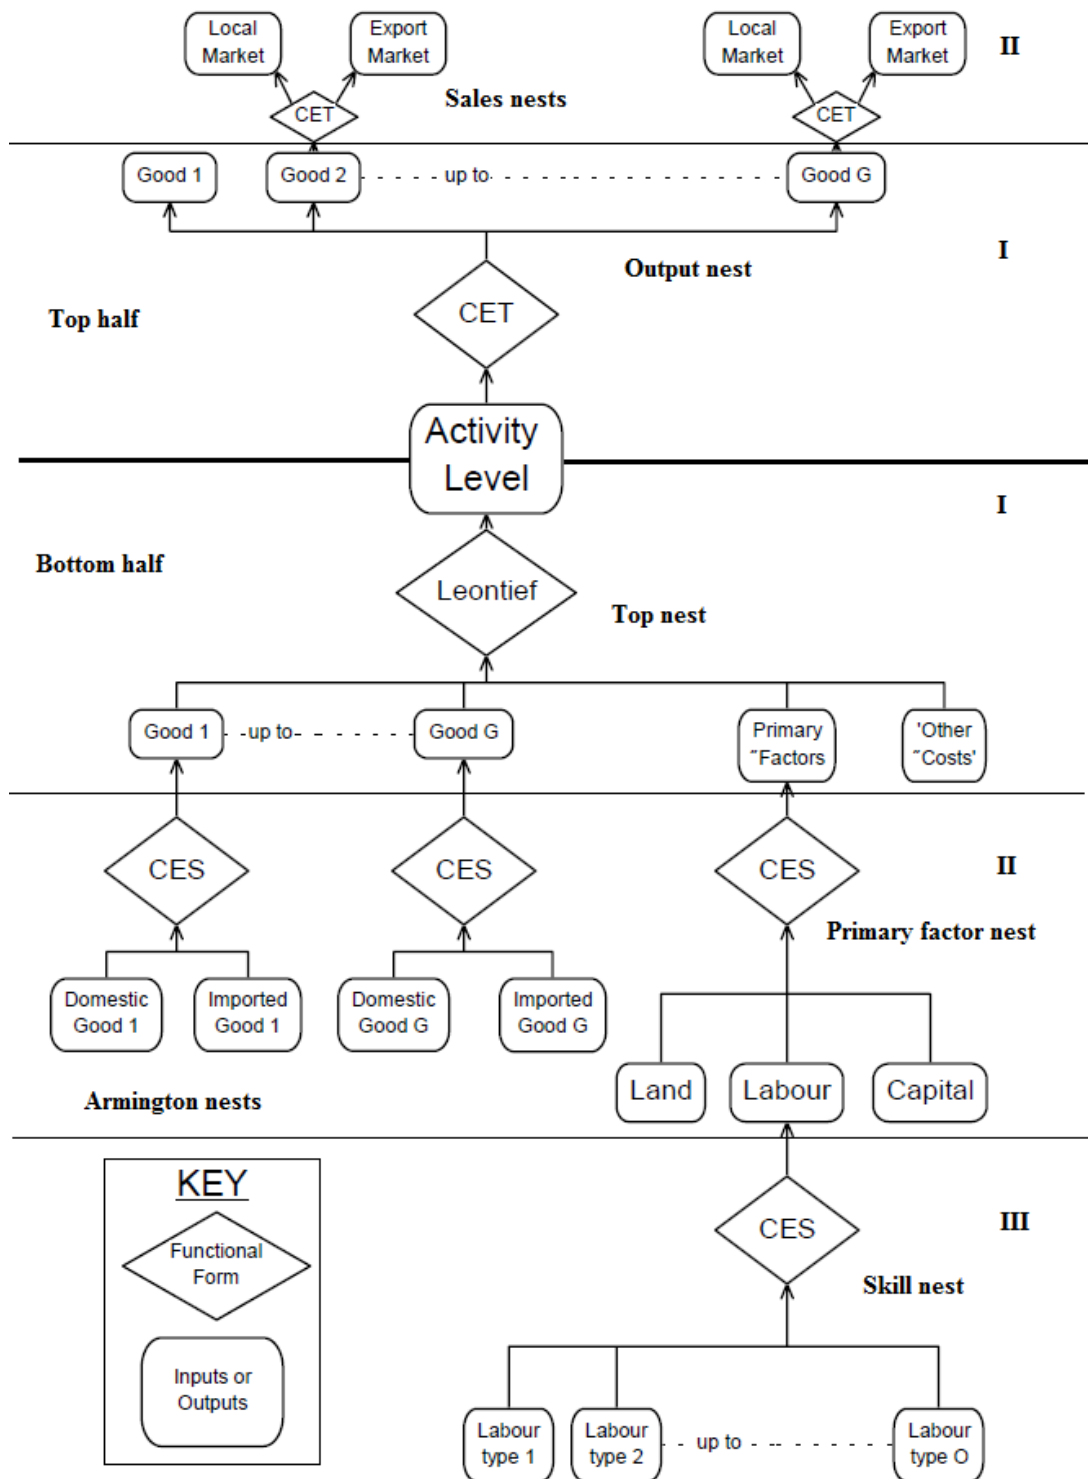 Local Market
Export Market
Local Market
Export Market
II
CET
Sales nests
CET
Good 1
Good 2
up to
Good G
I
Output nest
CET
Top half
Activity Level
I
Bottom half
Leontief
Top nest
Good 1
up to
Good G
Primary
˝Factors
'Other
˝Costs'
CES
CES
CES
II
Primary factor nest
Domestic Good 1
Imported Good 1
Domestic Good G
Imported Good G
Land
Labour
Capital
Armington nests
KEY
Functional Form
Inputs or Outputs
CES
III
Skill nest
Labour type 1
Labour type 2
up to
Labour type O